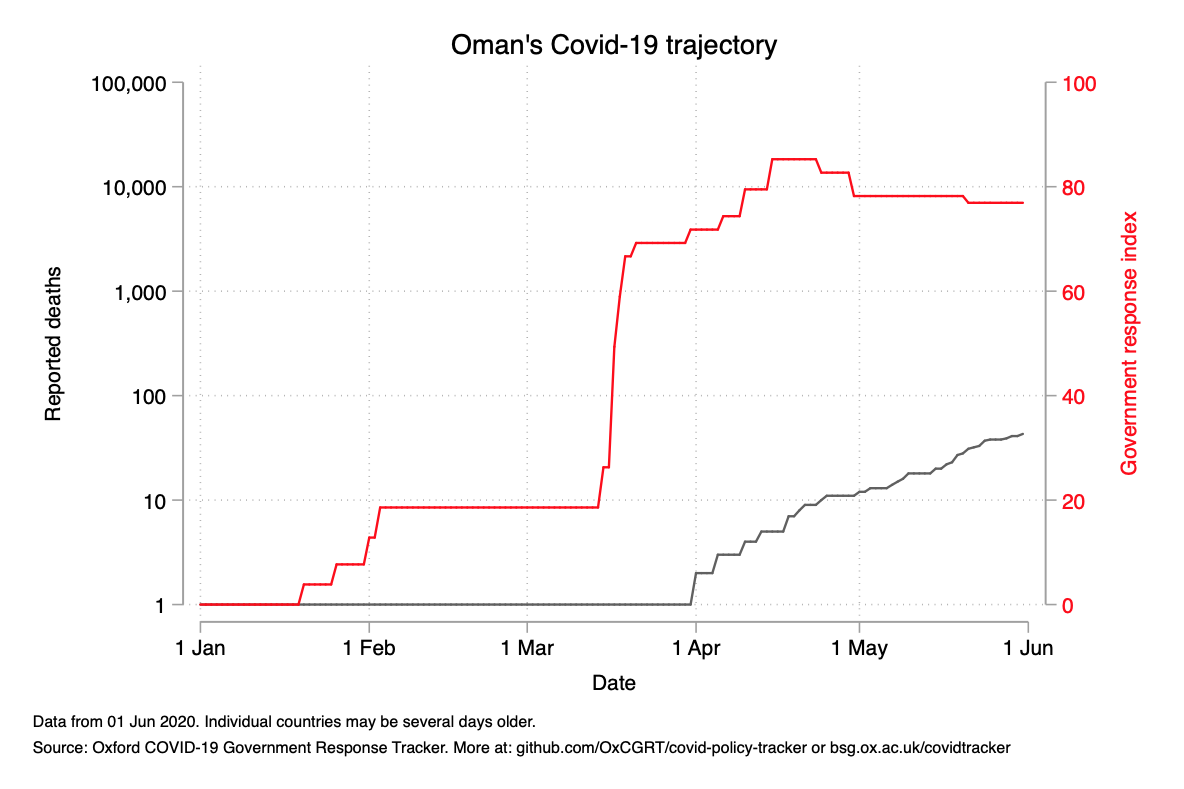 Oman's Covid-19 trajectory
100,000
10,000
1,000
100
10
1
Reported deaths
100
80
60
40
20
0
Government response index
1 Jan
1 Feb
1 Mar
1 Apr
1 May
1 Jun
Date
Data from 01 Jun 2020. Individual countries may be several days older.
Source: Oxford COVID-19 Government Response Tracker. More at: github.com/OxCGRT/covid-policy-tracker or bsg.ox.ac.uk/covidtracker